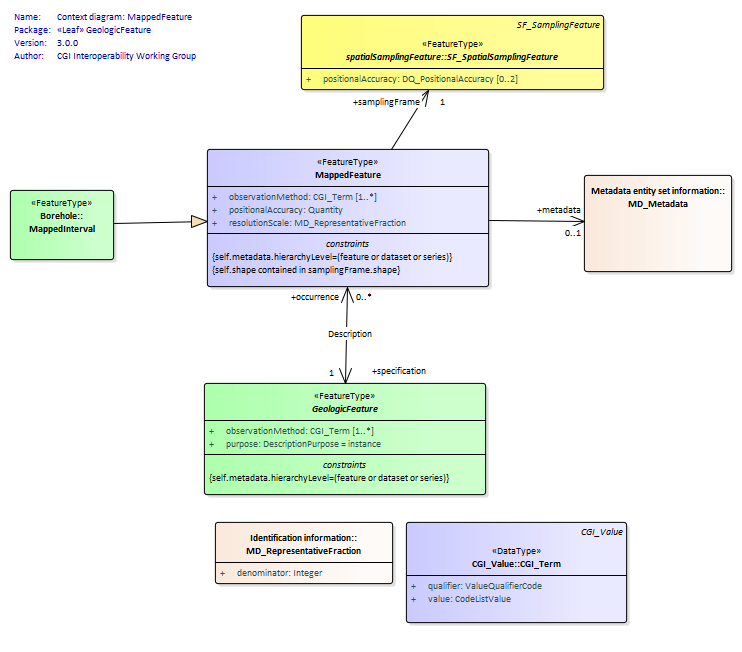 Name: Context diagram: MappedFeature
Package: «Leaf» GeologicFeature
Version: 3.0.0
Author: CGI Interoperability Working Group
SF_SamplingFeature
«FeatureType»
spatialSamplingFeature::SF_SpatialSamplingFeature
+ positionalAccuracy: DQ_PositionalAccuracy [0..2]
+samplingFrame 1
«FeatureType»
MappedFeature
+ observationMethod: CGI_Term [1..*]
+ positionalAccuracy: Quantity
+ resolutionScale: MD_RepresentativeFraction
constraints
{self.metadata.hierarchyLevel=(feature or dataset or series)}
{self.shape contained in samplingFrame.shape}
«FeatureType»
Borehole::
MappedInterval
+metadata
0..1
Metadata entity set information::
MD_Metadata
+occurrence 0..*
Description
1 +specification
«FeatureType»
GeologicFeature
+ observationMethod: CGI_Term [1..*]
+ purpose: DescriptionPurpose = instance
constraints
{self.metadata.hierarchyLevel=(feature or dataset or series)}
Identification information::
MD_RepresentativeFraction
+ denominator: Integer
CGI_Value
«DataType»
CGI_Value::CGI_Term
+ qualifier: ValueQualifierCode
+ value: CodeListValue